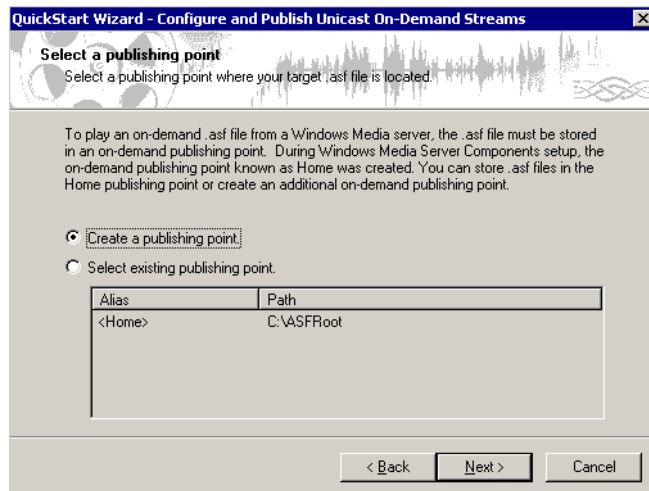 QuickStart Wizard - Configure and Publish Unicast On-Demand Streams
Select a publishing point
Select a publishing point where your target .asf file is located.
To play an on-demand .asf file from a Windows Media server, the .asf file must be stored
in an on-demand publishing point. During Windows Media Server Components setup, the
on-demand publishing point known as Home was created. You can store .asf files in the
Home publishing point or create an additional on-demand publishing point.
Create a publishing point.
Select existing publishing point.
Alias Path
<Home> C:\ASFRoot
< Back Next > Cancel